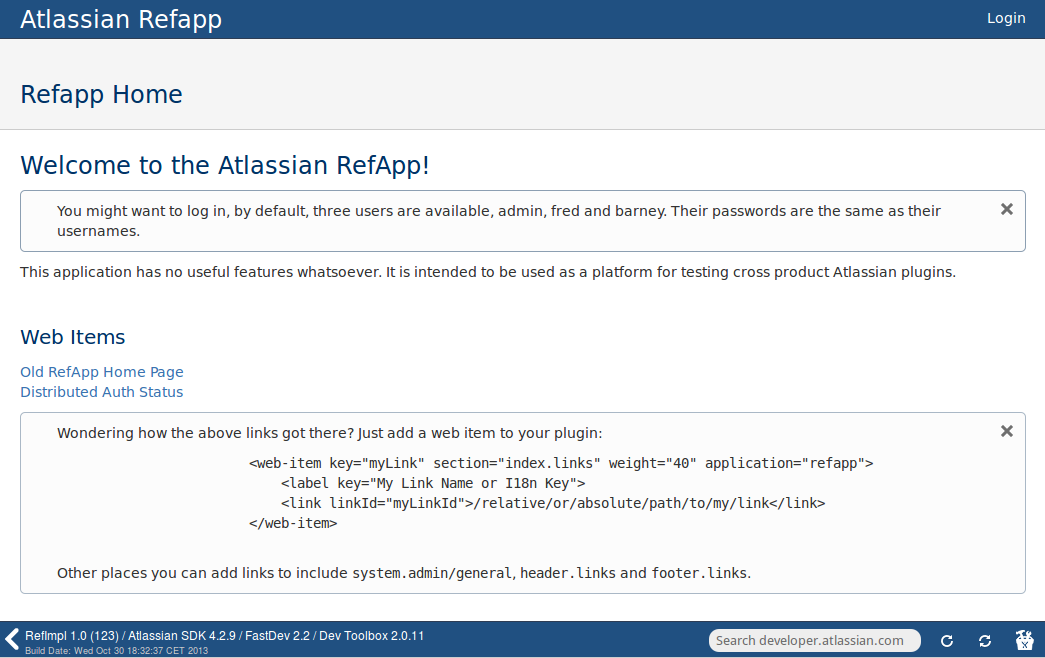 Atlassian Refapp
Login
Refapp Home
Welcome to the Atlassian RefApp!
You might want to log in, by default, three users are available, admin, fred and barney. Their passwords are the same as their
usernames.
This application has no useful features whatsoever. It is intended to be used as a platform for testing cross product Atlassian plugins.
Web Items
Old RefApp Home Page
Distributed Auth Status
Wondering how the above links got there? Just add a web item to your plugin:
<web-item key="myLink" section="index.links" weight="40" application="refapp">
    <label key="My Link Name or I18n Key">
    <link linkId="myLinkId">/relative/or/absolute/path/to/my/link</link>
</web-item>
Other places you can add links to include system.admin/general, header.links and footer.links.
RefImpl 1.0 (123) / Atlassian SDK 4.2.9 / FastDev 2.2 / Dev Toolbox 2.0.11
Build Date: Wed Oct 30 18:32:37 CET 2013
Search developer.atlassian.com